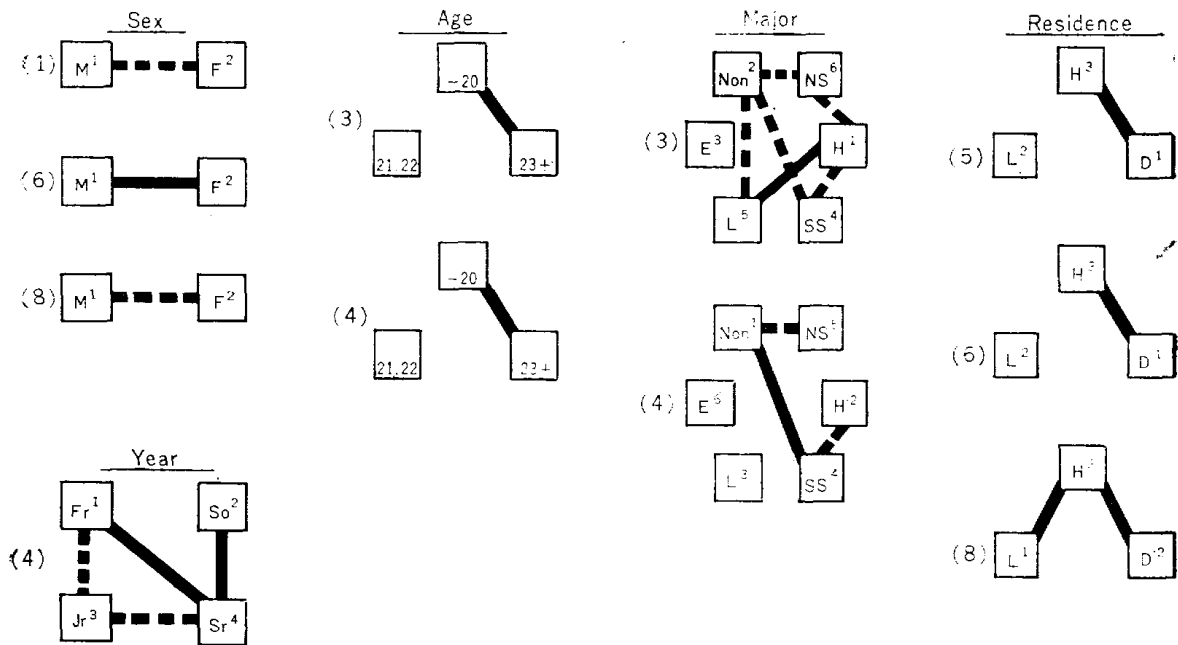 Sex
(1) M¹ F²
(6) M¹ F²
(8) M¹ F²
Year
Fr¹ So²
(4)
Jr³ Sr⁴
Age
-20
(3)
21,22 23+
-20
(4)
21,22 23+
Major
Non² NS⁶
(3) E³ H¹
L⁵ SS⁴
Non¹ NS⁵
(4) E⁶ H²
L³ SS⁴
Residence
H³
(5) L² D¹
H³
(6) L² D¹
H³
(8) L¹ D²